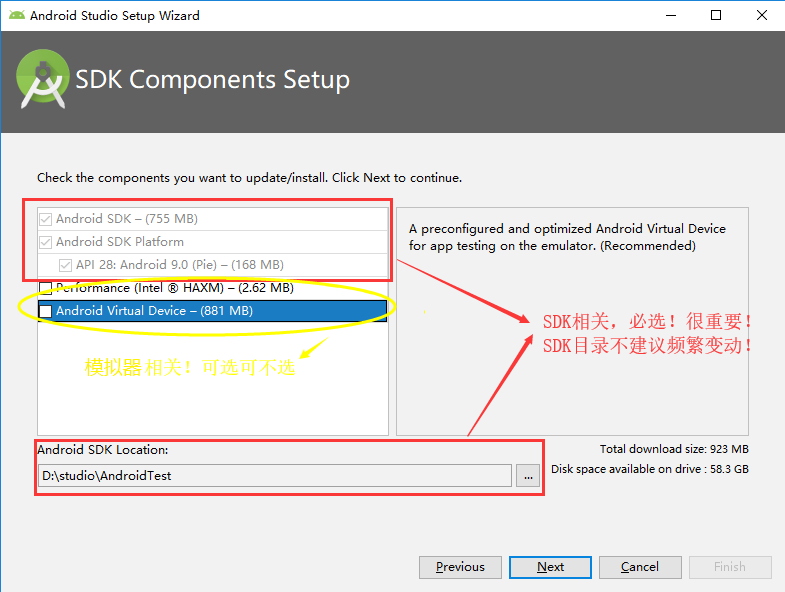 Android Studio Setup Wizard
SDK Components Setup
Check the components you want to update/install. Click Next to continue.
Android SDK – (755 MB)
Android SDK Platform
API 28: Android 9.0 (Pie) – (168 MB)
Performance (Intel ® HAXM) – (2.62 MB)
Android Virtual Device – (881 MB)
A preconfigured and optimized Android Virtual Device
for app testing on the emulator. (Recommended)
SDK相关，必选！很重要！
SDK目录不建议频繁变动！
模拟器相关！可选可不选
Android SDK Location:
D:\studio\AndroidTest
...
Total download size: 923 MB
Disk space available on drive : 58.3 GB
Previous
Next
Cancel
Finish